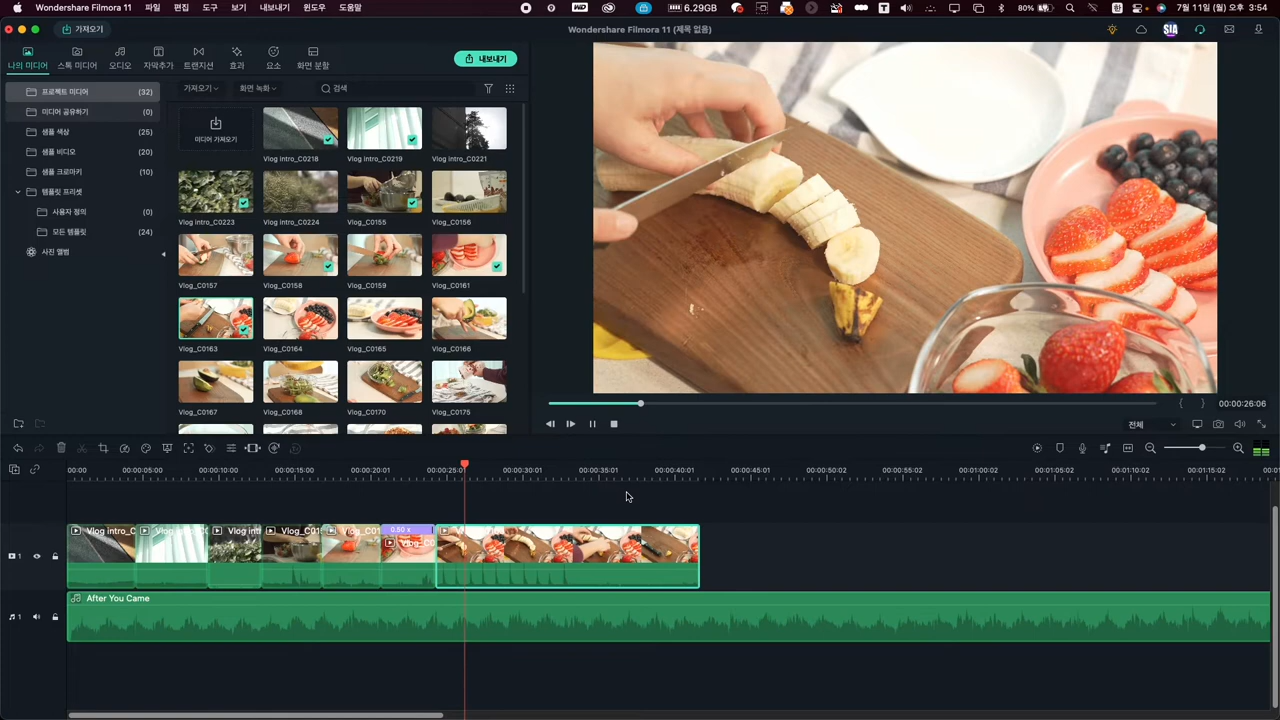 Wondershare Filmora 11 파일 편집 도구 보기 내보내기 윈도우 도움말
6.29GB 80% 한 7월 11일 (월) 오후 3:54
가져오기
Wondershare Filmora 11 (제목 없음)
SIA
나의 미디어 스톡 미디어 오디오 자막추가 트랜지션 효과 요소 화면 분할
내보내기
프로젝트 미디어 (32)
미디어 공유하기 (0)
샘플 색상 (25)
샘플 비디오 (20)
샘플 크로마키 (10)
템플릿 프리셋
사용자 정의 (0)
모든 템플릿 (24)
사진 앨범
가져오기 화면 녹화 검색
미디어 가져오기
Vlog intro_C0218 Vlog intro_C0219 Vlog intro_C0221
Vlog intro_C0223 Vlog intro_C0224 Vlog_C0155 Vlog_C0156
Vlog_C0157 Vlog_C0158 Vlog_C0159 Vlog_C0161
Vlog_C0163 Vlog_C0164 Vlog_C0165 Vlog_C0166
Vlog_C0167 Vlog_C0168 Vlog_C0170 Vlog_C0175
00:00:26:06
전체
00:00 00:00:05:00 00:00:10:00 00:00:15:00 00:00:20:01 00:00:25:01 00:00:30:01 00:00:35:01 00:00:40:01 00:00:45:01 00:00:50:02 00:00:55:02 00:01:00:02 00:01:05:02 00:01:10:02 00:01:15:02
0.50 x
Vlog intro_C Vlog intro_C0 Vlog int Vlog_C01 Vlog_C01 Vlog_C0
1
After You Came
1